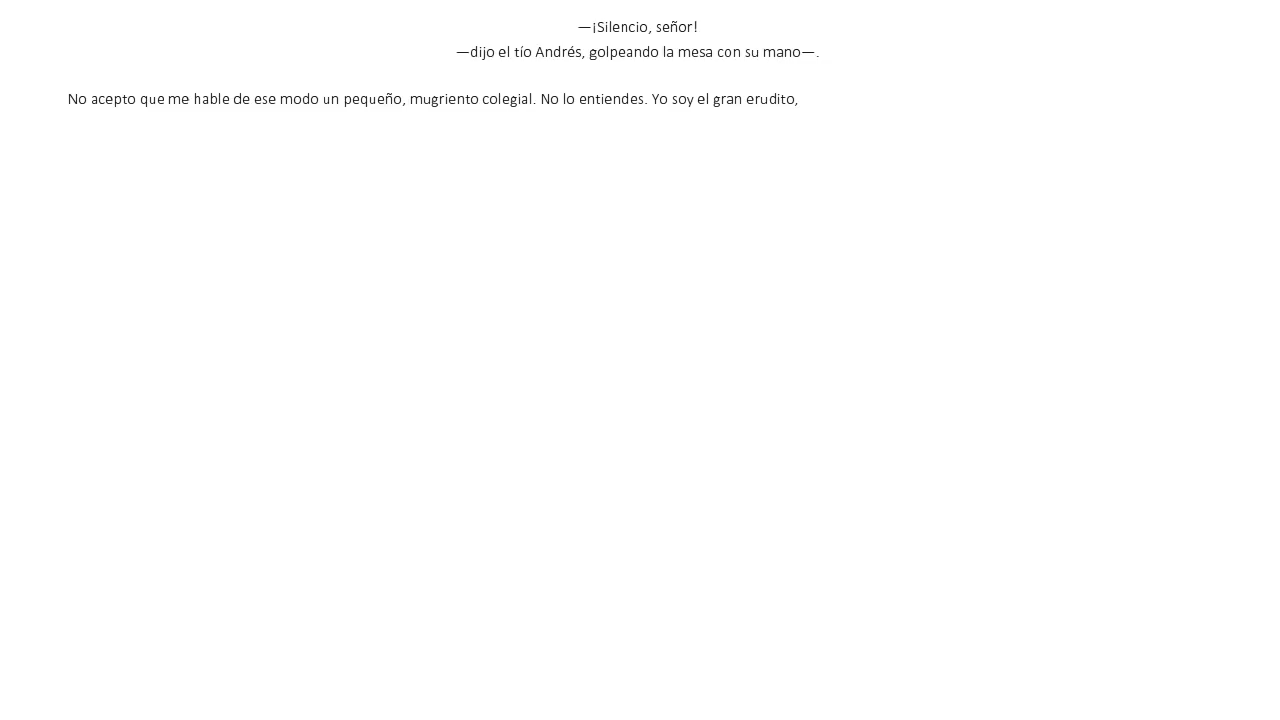 —¡Silencio, señor!
—dijo el tío Andrés, golpeando la mesa con su mano—.
No acepto que me hable de ese modo un pequeño, mugriento colegial. No lo entiendes. Yo soy el gran erudito,